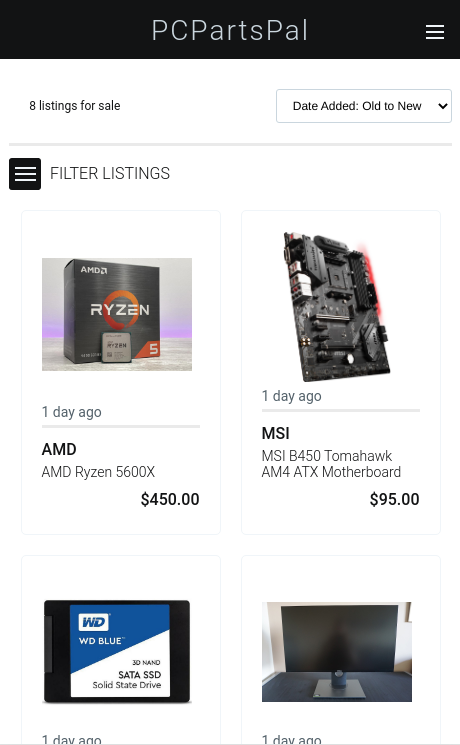 PCPartsPal
8 listings for sale
Date Added: Old to New
FILTER LISTINGS
AMD
RYZEN
RYZEN
5
1 day ago
AMD
AMD Ryzen 5600X
$450.00
1 day ago
MSI
MSI B450 Tomahawk
AM4 ATX Motherboard
$95.00
WD
WD BLUE™
3D NAND
SATA SSD
Solid State Drive
1 day ago
1 day ago